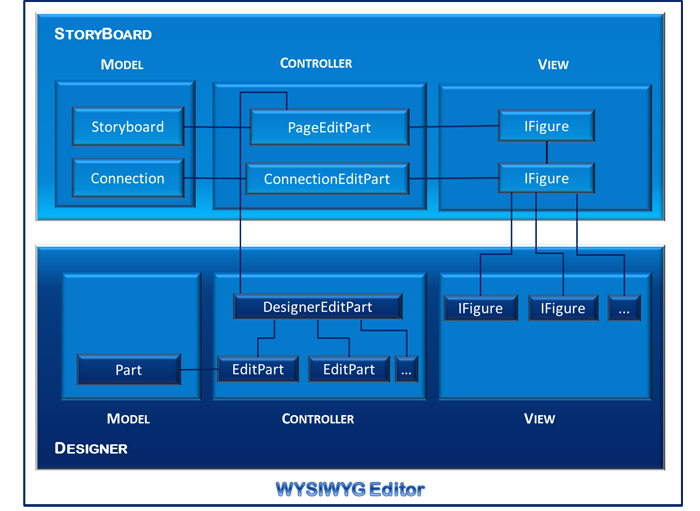 STORYBOARD
MODEL
CONTROLLER
VIEW
Storyboard
PageEditPart
IFigure
Connection
ConnectionEditPart
IFigure
DesignerEditPart
IFigure
IFigure
...
Part
EditPart
EditPart
...
MODEL
CONTROLLER
VIEW
DESIGNER
WYSIWYG Editor